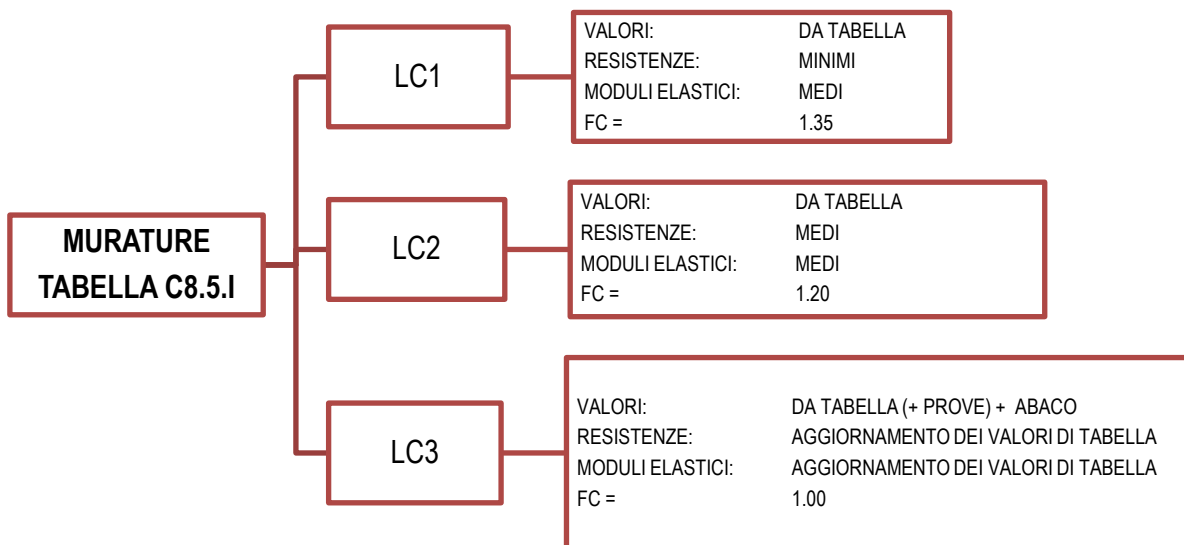 MURATURE
TABELLA C8.5.I
LC1
VALORI: DA TABELLA
RESISTENZE: MINIMI
MODULI ELASTICI: MEDI
FC = 1.35
LC2
VALORI: DA TABELLA
RESISTENZE: MEDI
MODULI ELASTICI: MEDI
FC = 1.20
LC3
VALORI: DA TABELLA (+ PROVE) + ABACO
RESISTENZE: AGGIORNAMENTO DEI VALORI DI TABELLA
MODULI ELASTICI: AGGIORNAMENTO DEI VALORI DI TABELLA
FC = 1.00